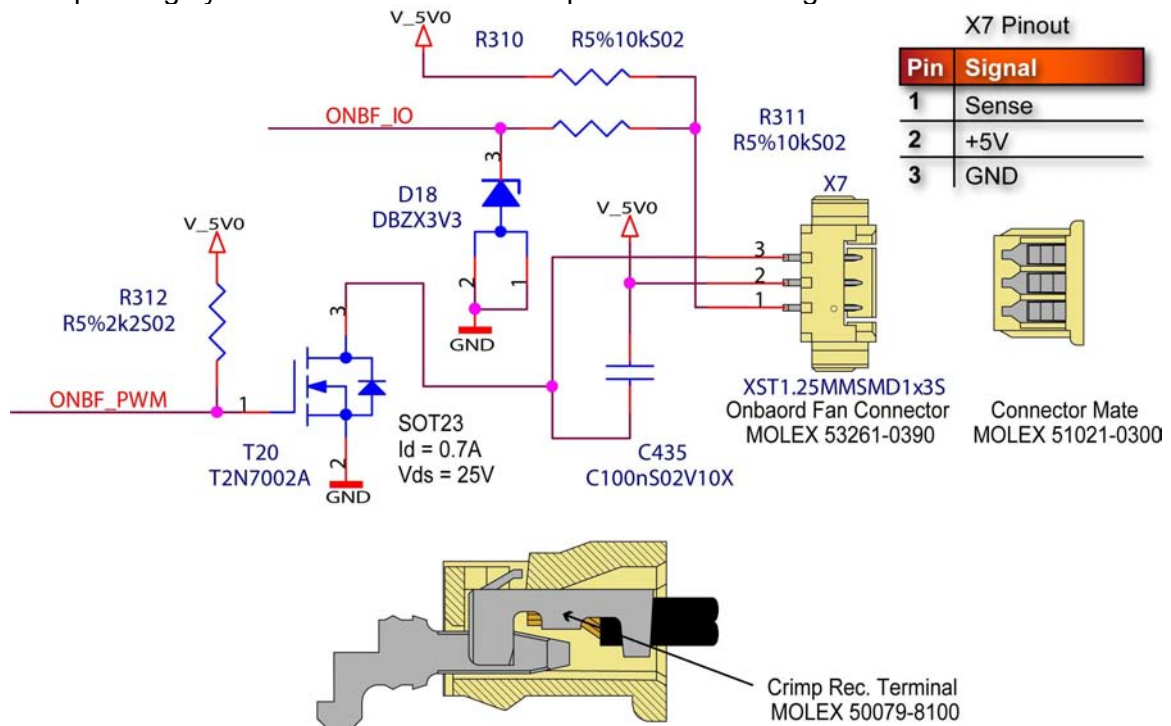 V_5V0
R310
R5%10kS02
X7 Pinout
Pin Signal
1 Sense
2 +5V
3 GND
ONBF_IO
R311
R5%10kS02
3
D18
DBZX3V3
2
1
GND
V_5V0
X7
3
2
1
V_5V0
R312
R5%2k2S02
3
ONBF_PWM
1
T20
T2N7002A
2
GND
SOT23
Id = 0.7A
Vds = 25V
C435
C100nS02V10X
XST1.25MMSMD1x3S
Onbaord Fan Connector
MOLEX 53261-0390
Connector Mate
MOLEX 51021-0300
Crimp Rec. Terminal
MOLEX 50079-8100